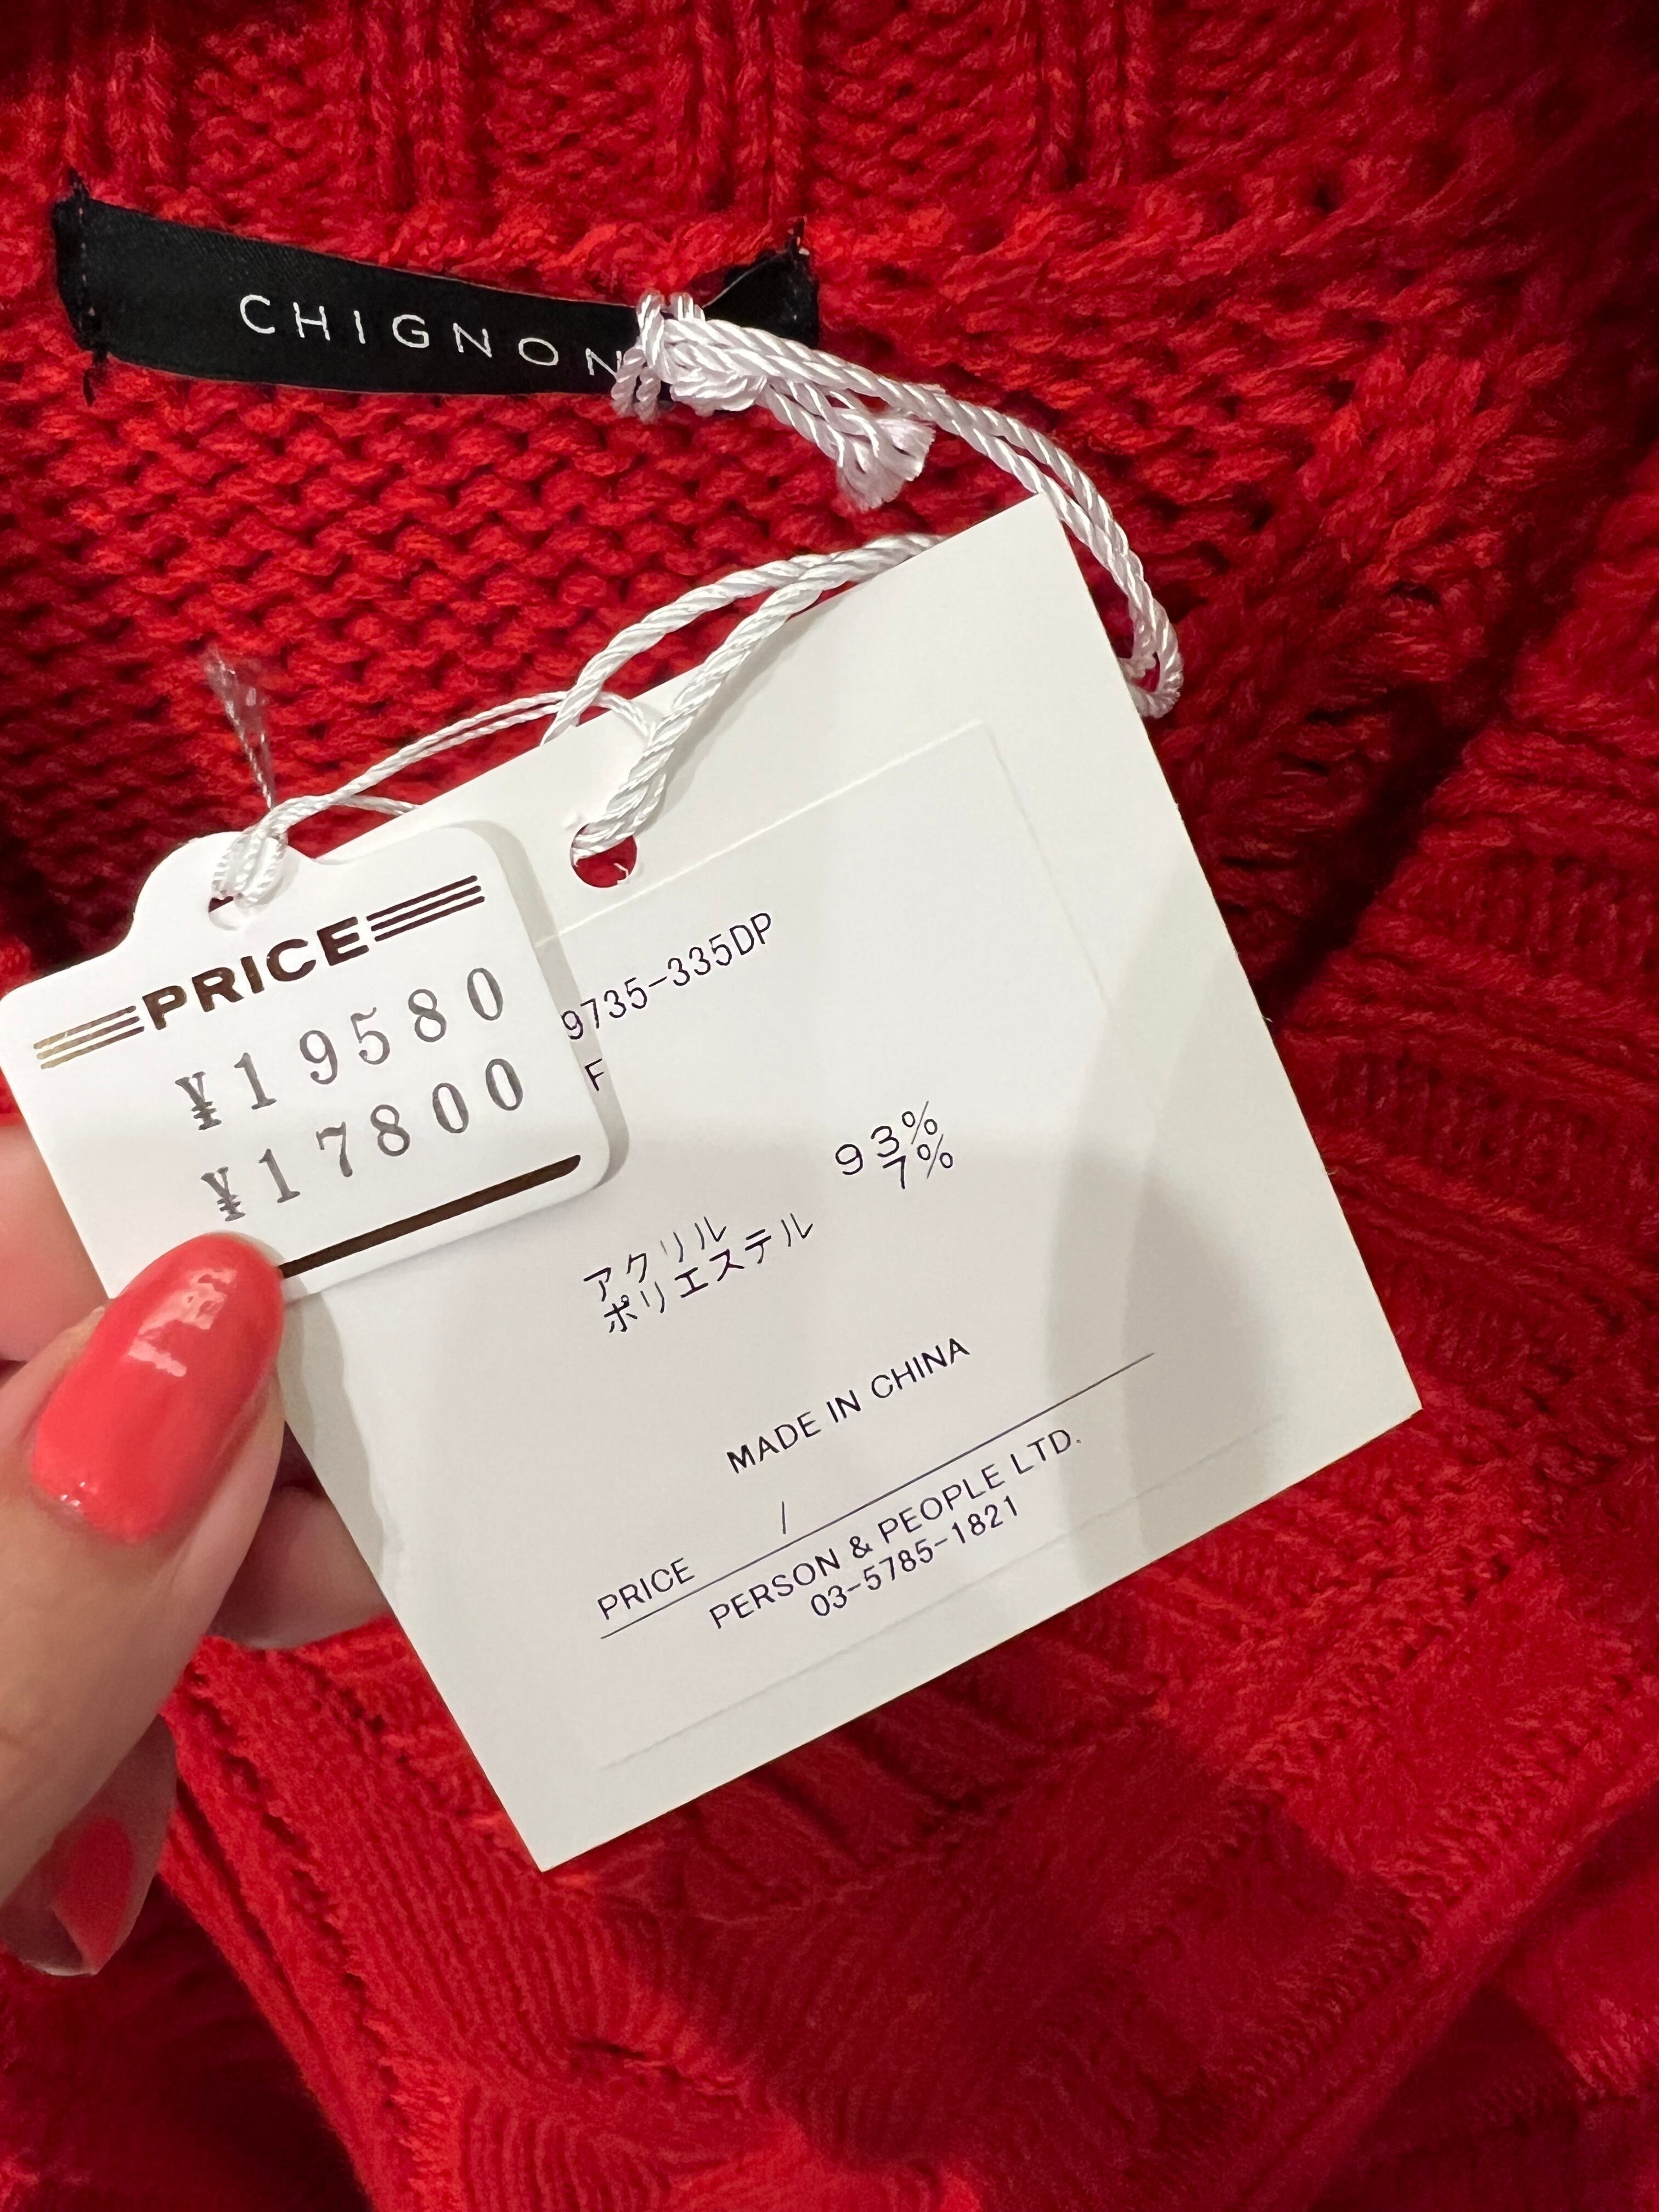 CHIGNON
PRICE
¥19580
¥17800
9735-335DP
F
93%
7%
アクリル
ポリエステル
MADE IN CHINA
PRICE /
PERSON & PEOPLE LTD.
03-5785-1821